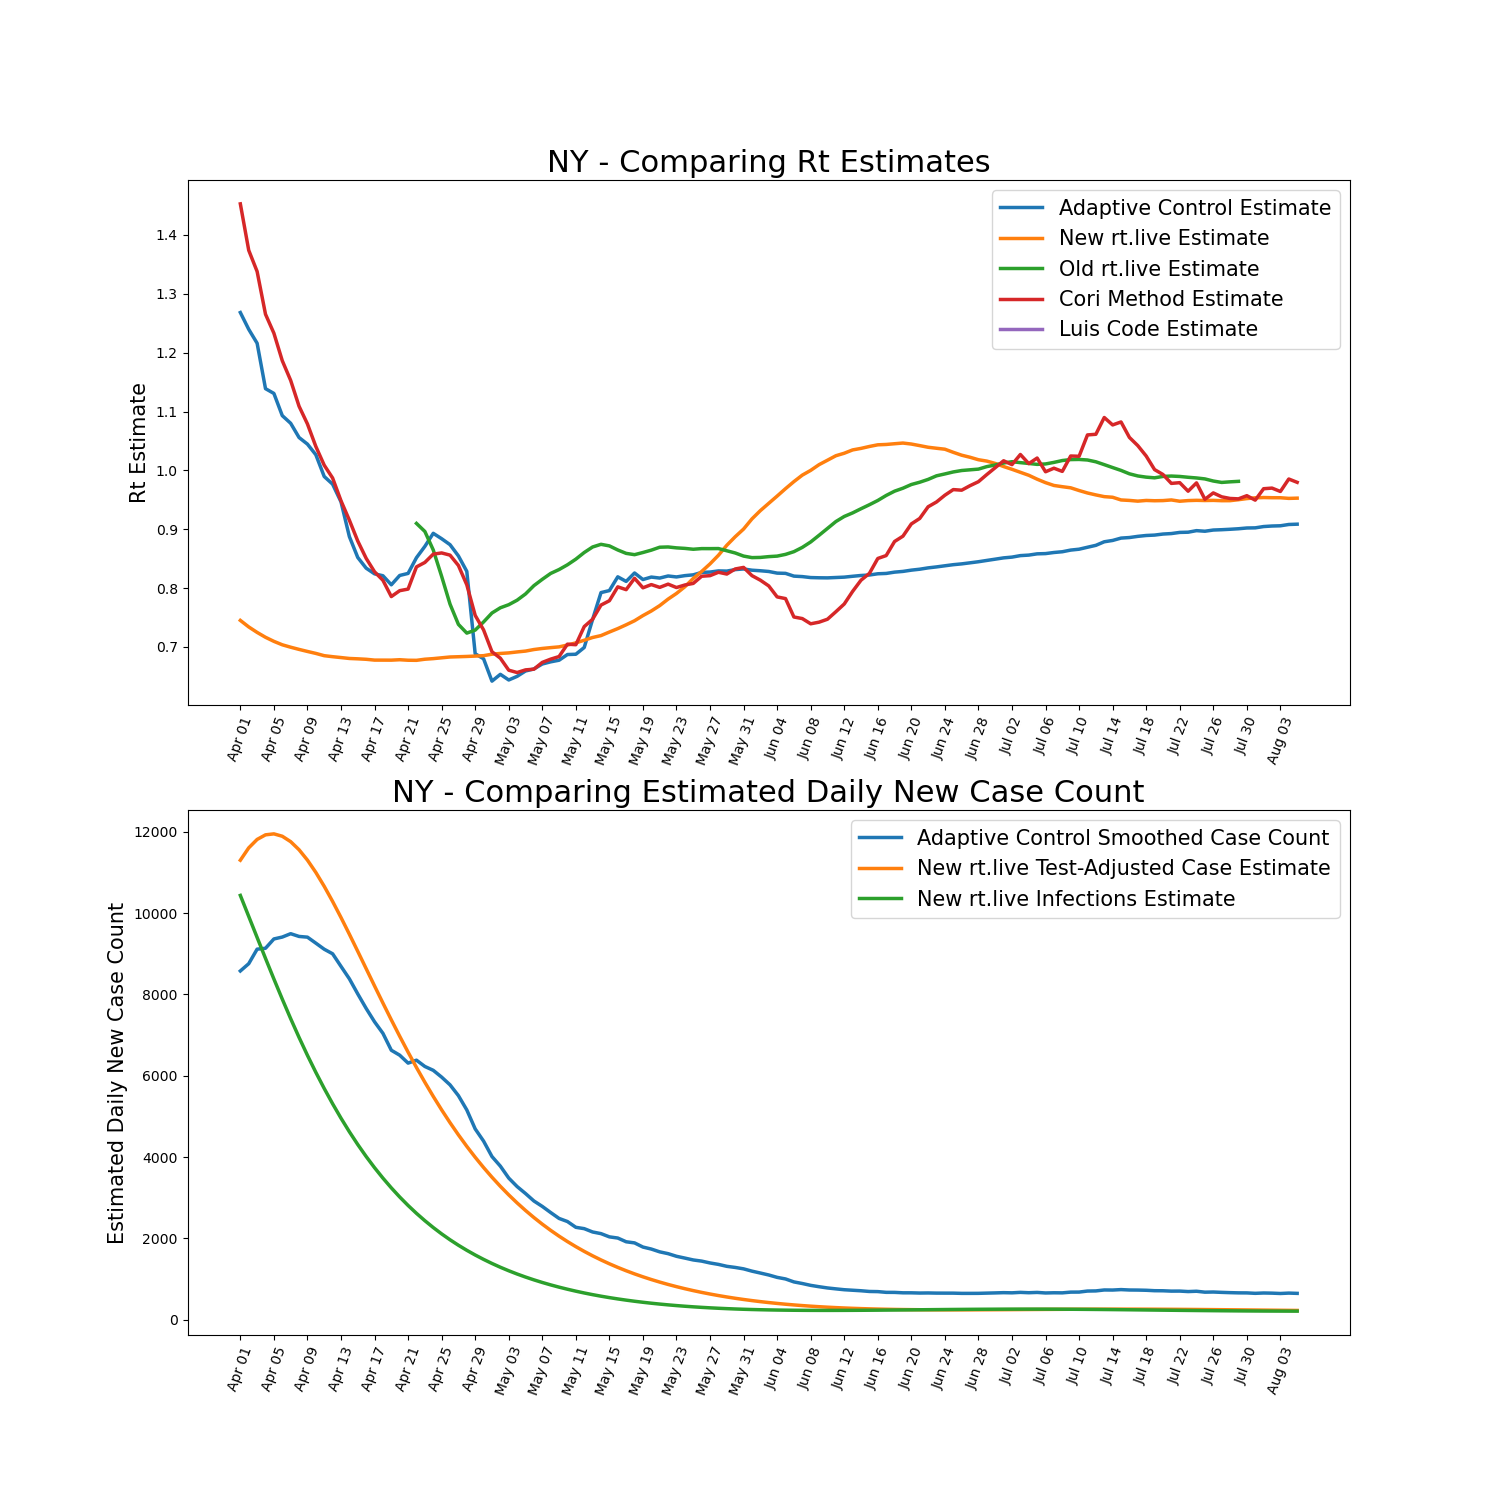 NY - Comparing Rt Estimates
Rt Estimate
1.4
1.3
1.2
1.1
1.0
0.9
0.8
0.7
Adaptive Control Estimate
New rt.live Estimate
Old rt.live Estimate
Cori Method Estimate
Luis Code Estimate
Apr 01
Apr 05
Apr 09
Apr 13
Apr 17
Apr 21
Apr 25
Apr 29
May 03
May 07
May 11
May 15
May 19
May 23
May 27
May 31
Jun 04
Jun 08
Jun 12
Jun 16
Jun 20
Jun 24
Jun 28
Jul 02
Jul 06
Jul 10
Jul 14
Jul 18
Jul 22
Jul 26
Jul 30
Aug 03
NY - Comparing Estimated Daily New Case Count
Estimated Daily New Case Count
12000
10000
8000
6000
4000
2000
0
Adaptive Control Smoothed Case Count
New rt.live Test-Adjusted Case Estimate
New rt.live Infections Estimate
Apr 01
Apr 05
Apr 09
Apr 13
Apr 17
Apr 21
Apr 25
Apr 29
May 03
May 07
May 11
May 15
May 19
May 23
May 27
May 31
Jun 04
Jun 08
Jun 12
Jun 16
Jun 20
Jun 24
Jun 28
Jul 02
Jul 06
Jul 10
Jul 14
Jul 18
Jul 22
Jul 26
Jul 30
Aug 03